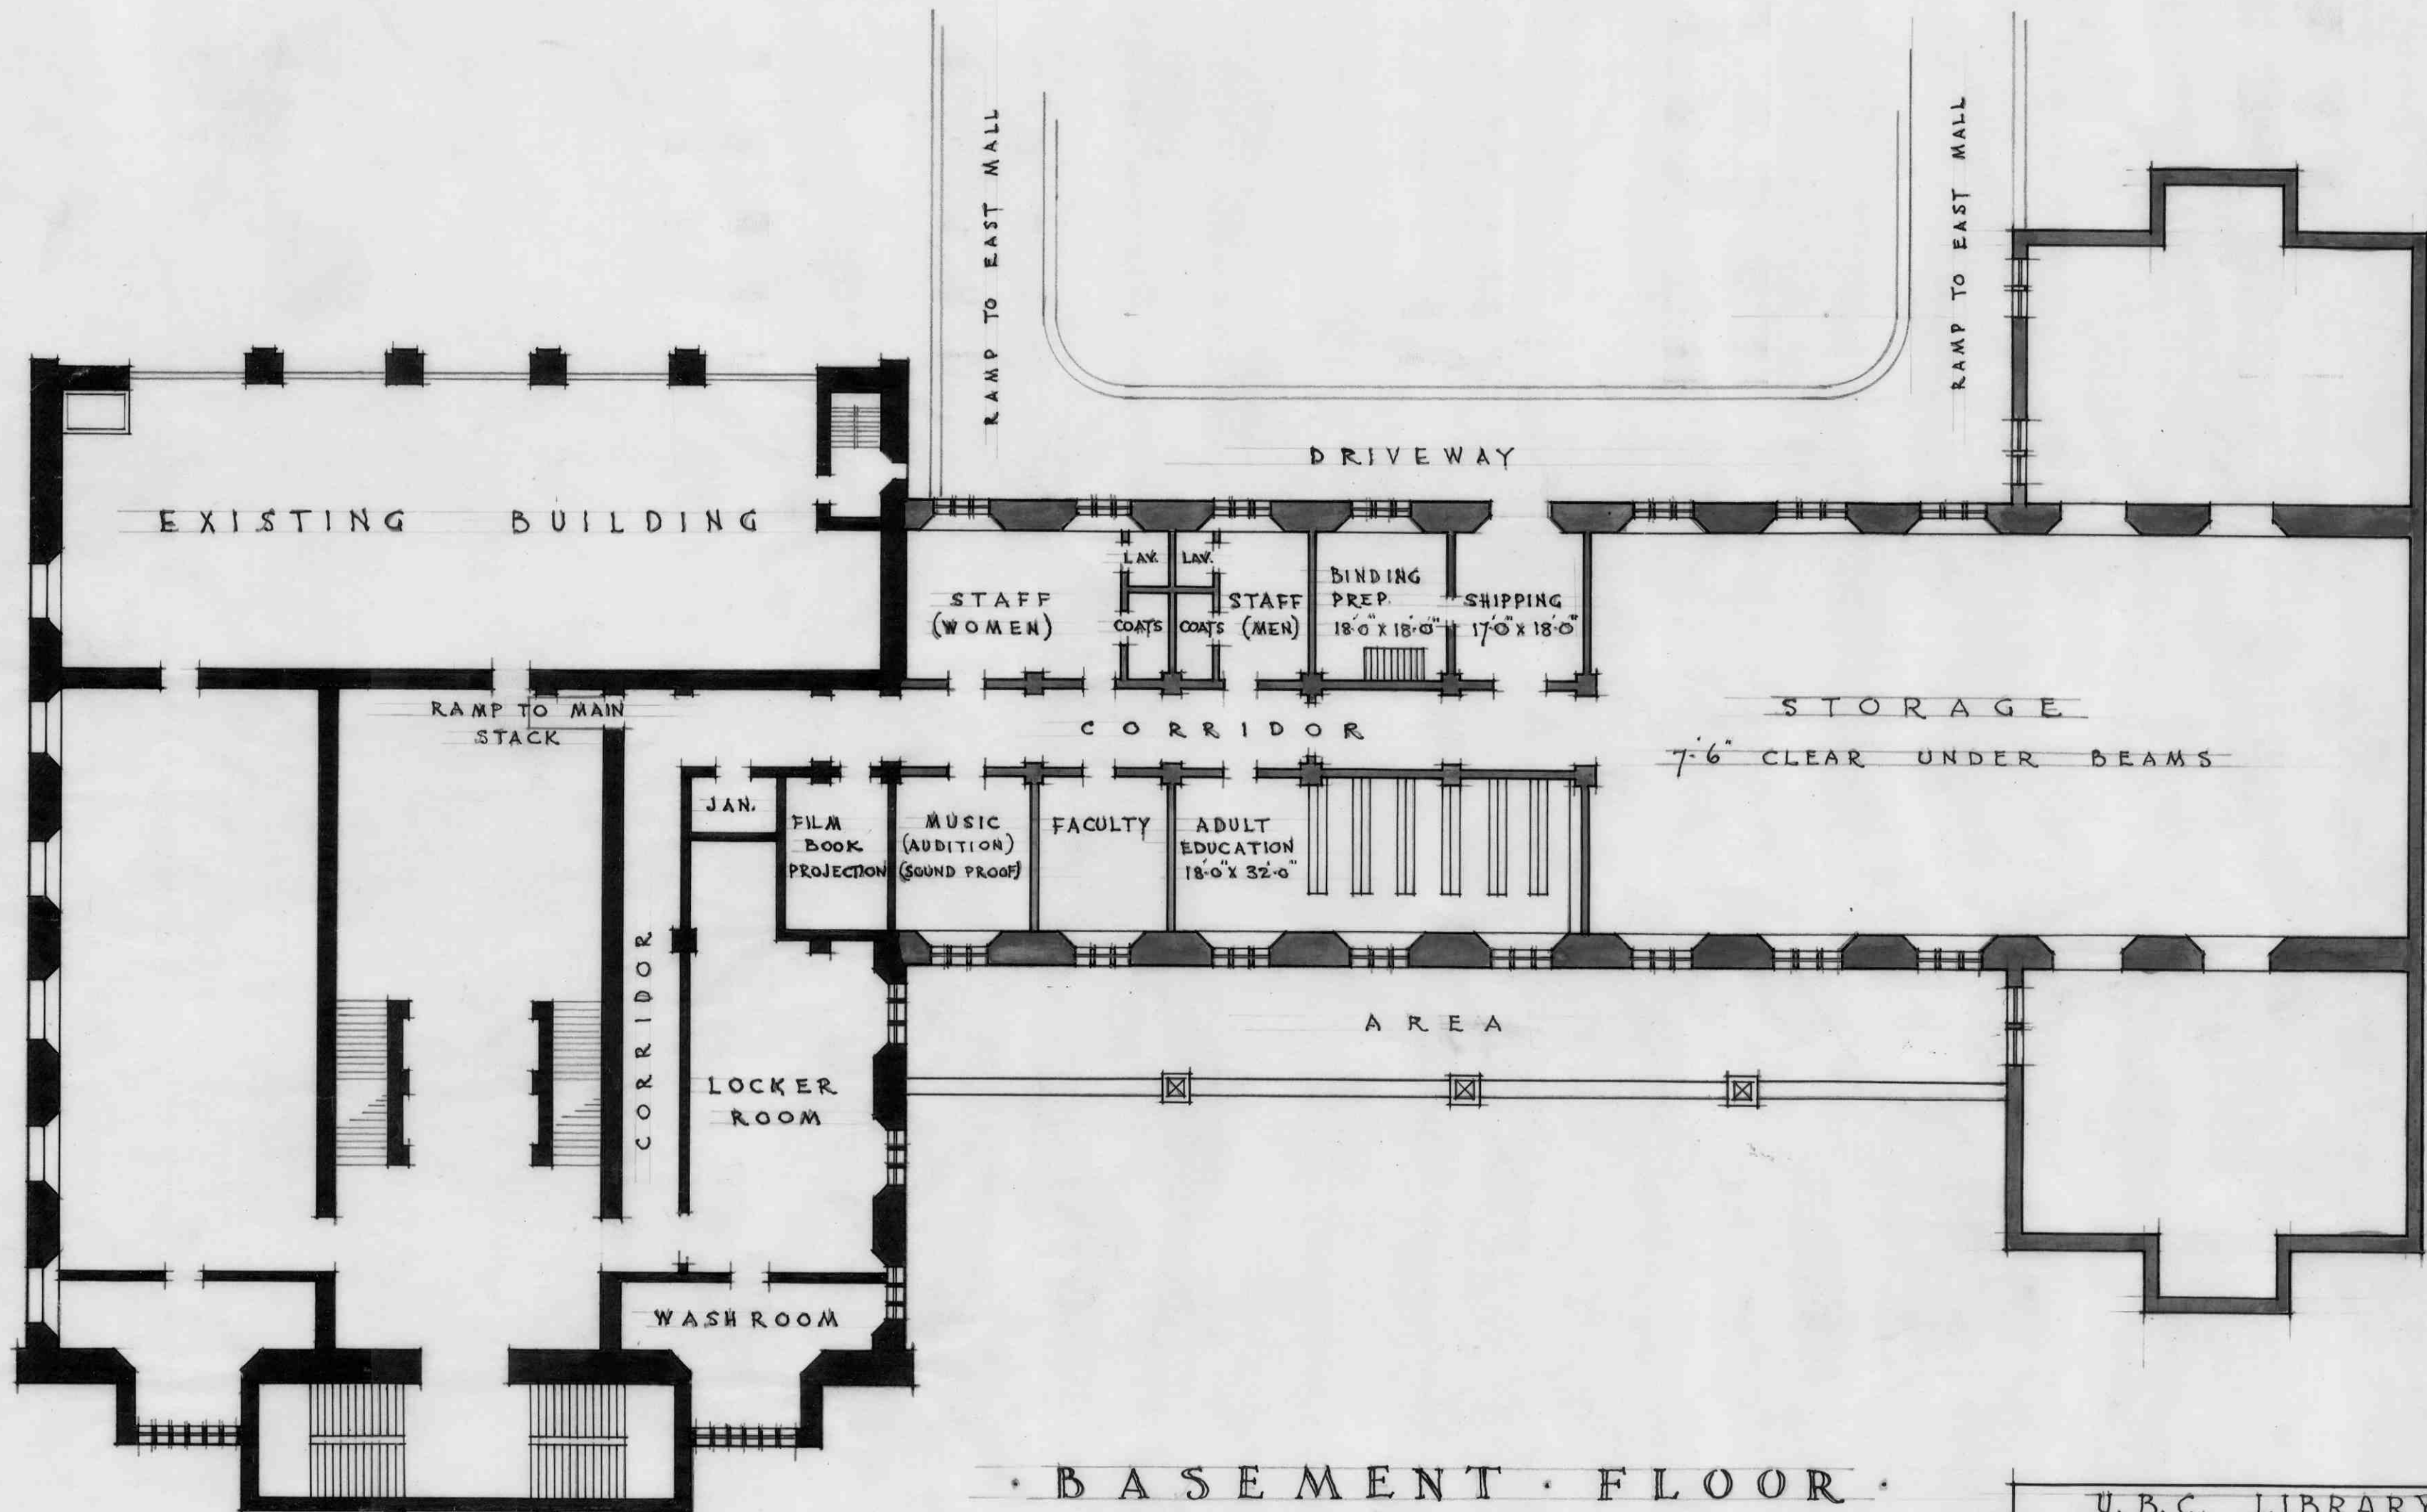 RAMP TO EAST MALL
RAMP TO EAST MALL
DRIVEWAY
EXISTING BUILDING
STAFF
(WOMEN)
LAV.
LAV.
COATS
COATS
STAFF
(MEN)
BINDING
PREP.
18'-0" X 18'-0"
SHIPPING
17'-0" X 18'-0"
RAMP TO MAIN
STACK
CORRIDOR
STORAGE
7'-6" CLEAR UNDER BEAMS
JAN.
FILM
BOOK
PROJECTION
MUSIC
(AUDITION)
(SOUND PROOF)
FACULTY
ADULT
EDUCATION
18'-0" X 32'-0"
CORRIDOR
LOCKER
ROOM
AREA
WASHROOM
· BASEMENT · FLOOR ·
U.B.C. LIBRARY